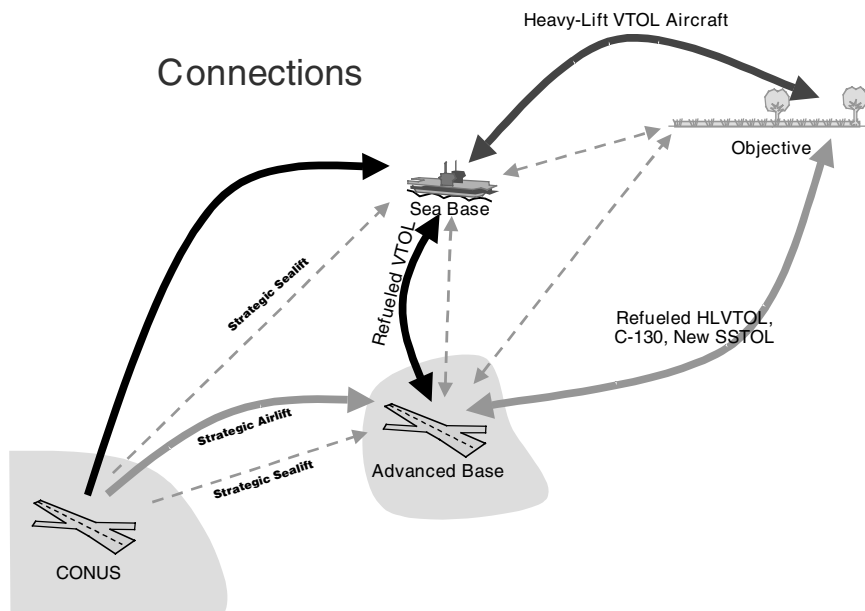 Heavy-Lift VTOL Aircraft
Connections
Objective
Sea Base
Refueled VTOL
Strategic Sealift
Refueled HLVTOL,
C-130, New SSTOL
Strategic Airlift
Advanced Base
Strategic Sealift
CONUS